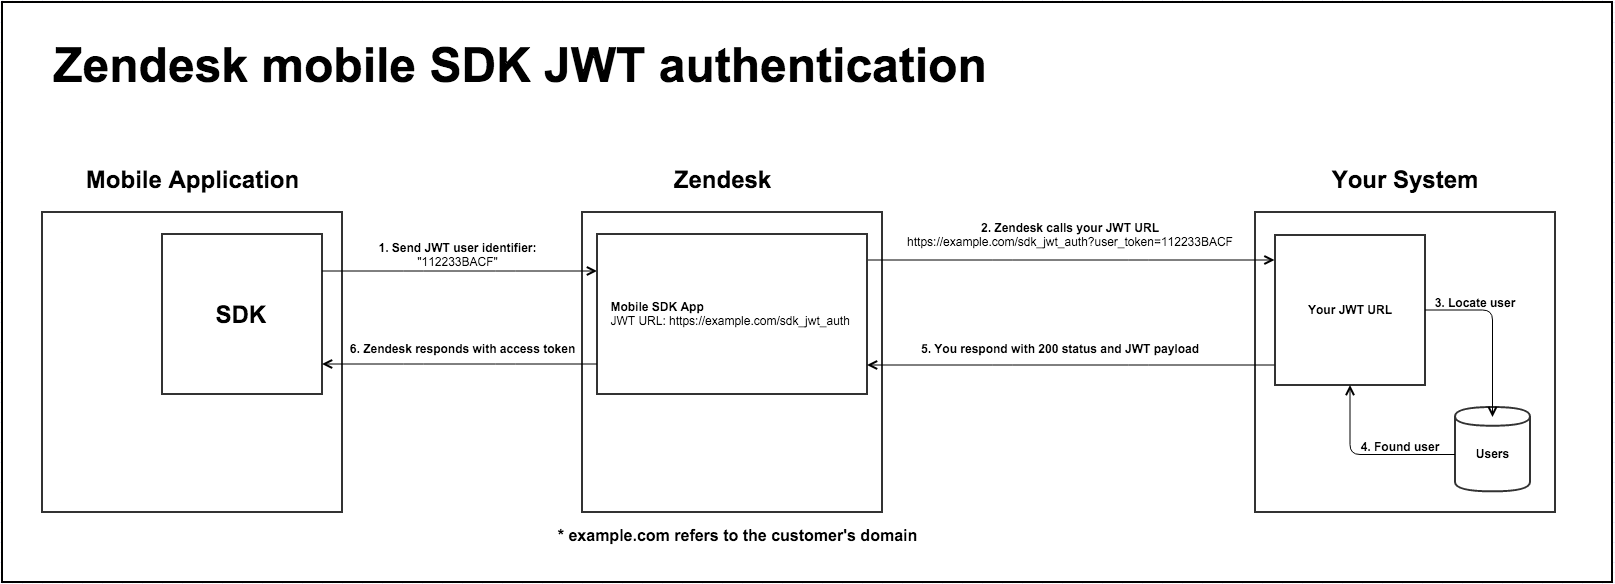 Zendesk mobile SDK JWT authentication
Mobile Application
Zendesk
Your System
1. Send JWT user identifier:
"112233BACF"
2. Zendesk calls your JWT URL
https://example.com/sdk_jwt_auth?user_token=112233BACF
SDK
Mobile SDK App
JWT URL: https://example.com/sdk_jwt_auth
Your JWT URL
3. Locate user
6. Zendesk responds with access token
5. You respond with 200 status and JWT payload
4. Found user
Users
* example.com refers to the customer's domain